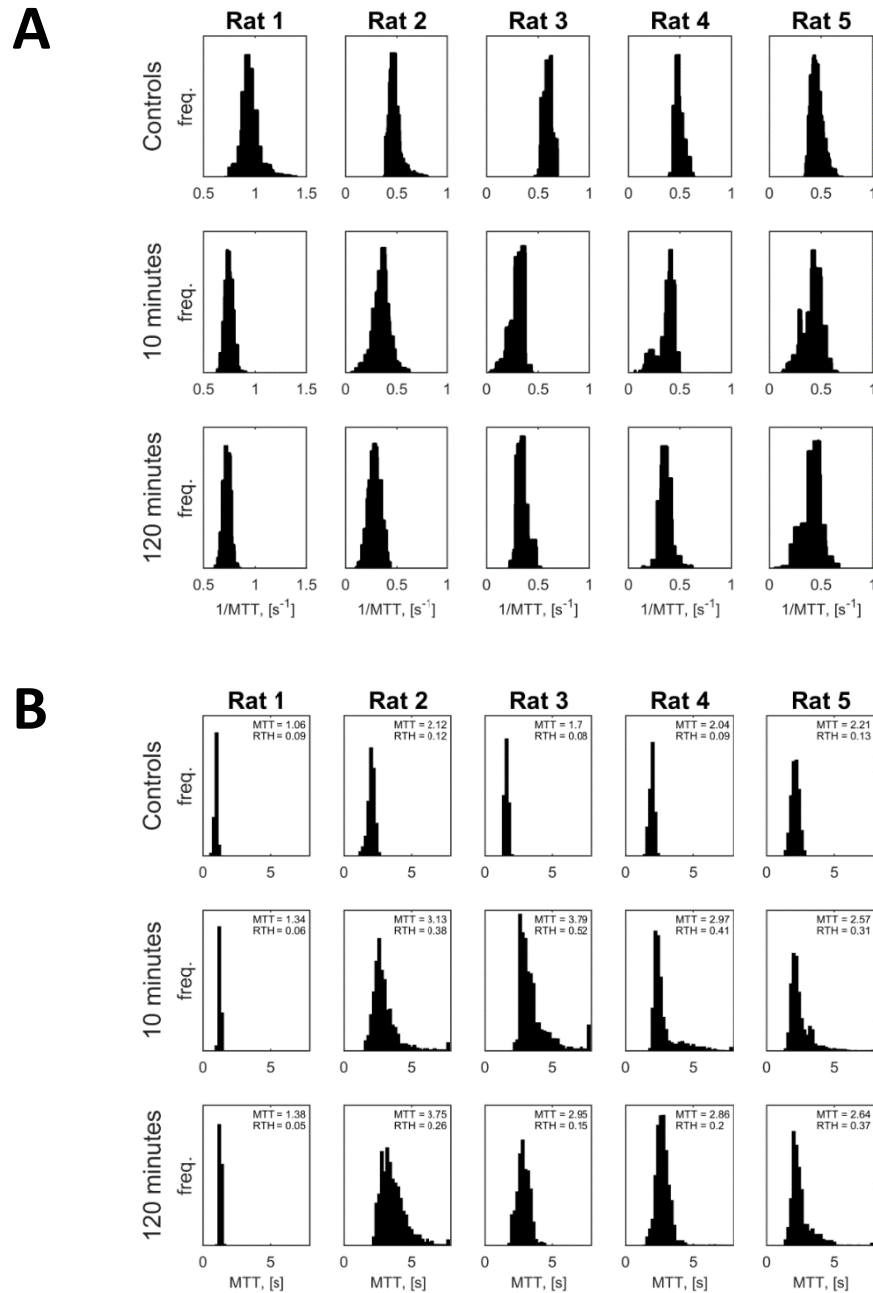 A
Rat 1 Rat 2 Rat 3 Rat 4 Rat 5
Controls
freq.
0.5 1 1.5 0 0.5 1 0 0.5 1 0 0.5 1 0 0.5 1
10 minutes
freq.
0.5 1 1.5 0 0.5 1 0 0.5 1 0 0.5 1 0 0.5 1
120 minutes
freq.
0.5 1 1.5 0 0.5 1 0 0.5 1 0 0.5 1 0 0.5 1
1/MTT, [s⁻¹] 1/MTT, [s⁻¹] 1/MTT, [s⁻¹] 1/MTT, [s⁻¹] 1/MTT, [s⁻¹]
B
Rat 1 Rat 2 Rat 3 Rat 4 Rat 5
Controls
freq.
MTT = 1.06 MTT = 2.12 MTT = 1.7 MTT = 2.04 MTT = 2.21
RTH = 0.09 RTH = 0.12 RTH = 0.08 RTH = 0.09 RTH = 0.13
0 5 0 5 0 5 0 5 0 5
10 minutes
freq.
MTT = 1.34 MTT = 3.13 MTT = 3.79 MTT = 2.97 MTT = 2.57
RTH = 0.06 RTH = 0.38 RTH = 0.52 RTH = 0.41 RTH = 0.31
0 5 0 5 0 5 0 5 0 5
120 minutes
freq.
MTT = 1.38 MTT = 3.75 MTT = 2.95 MTT = 2.86 MTT = 2.64
RTH = 0.05 RTH = 0.26 RTH = 0.15 RTH = 0.2 RTH = 0.37
0 5 0 5 0 5 0 5 0 5
MTT, [s] MTT, [s] MTT, [s] MTT, [s] MTT, [s]